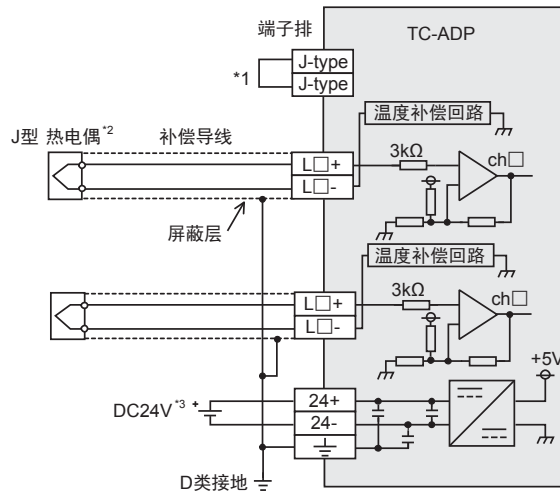 端子排
TC-ADP
J-type
J-type
*1
温度补偿回路
J型 热电偶*2
补偿导线
3kΩ
ch□
L□+
L□-
屏蔽层
温度补偿回路
3kΩ
ch□
L□+
L□-
+5V
DC24V*3
+
24+
24-
D类接地